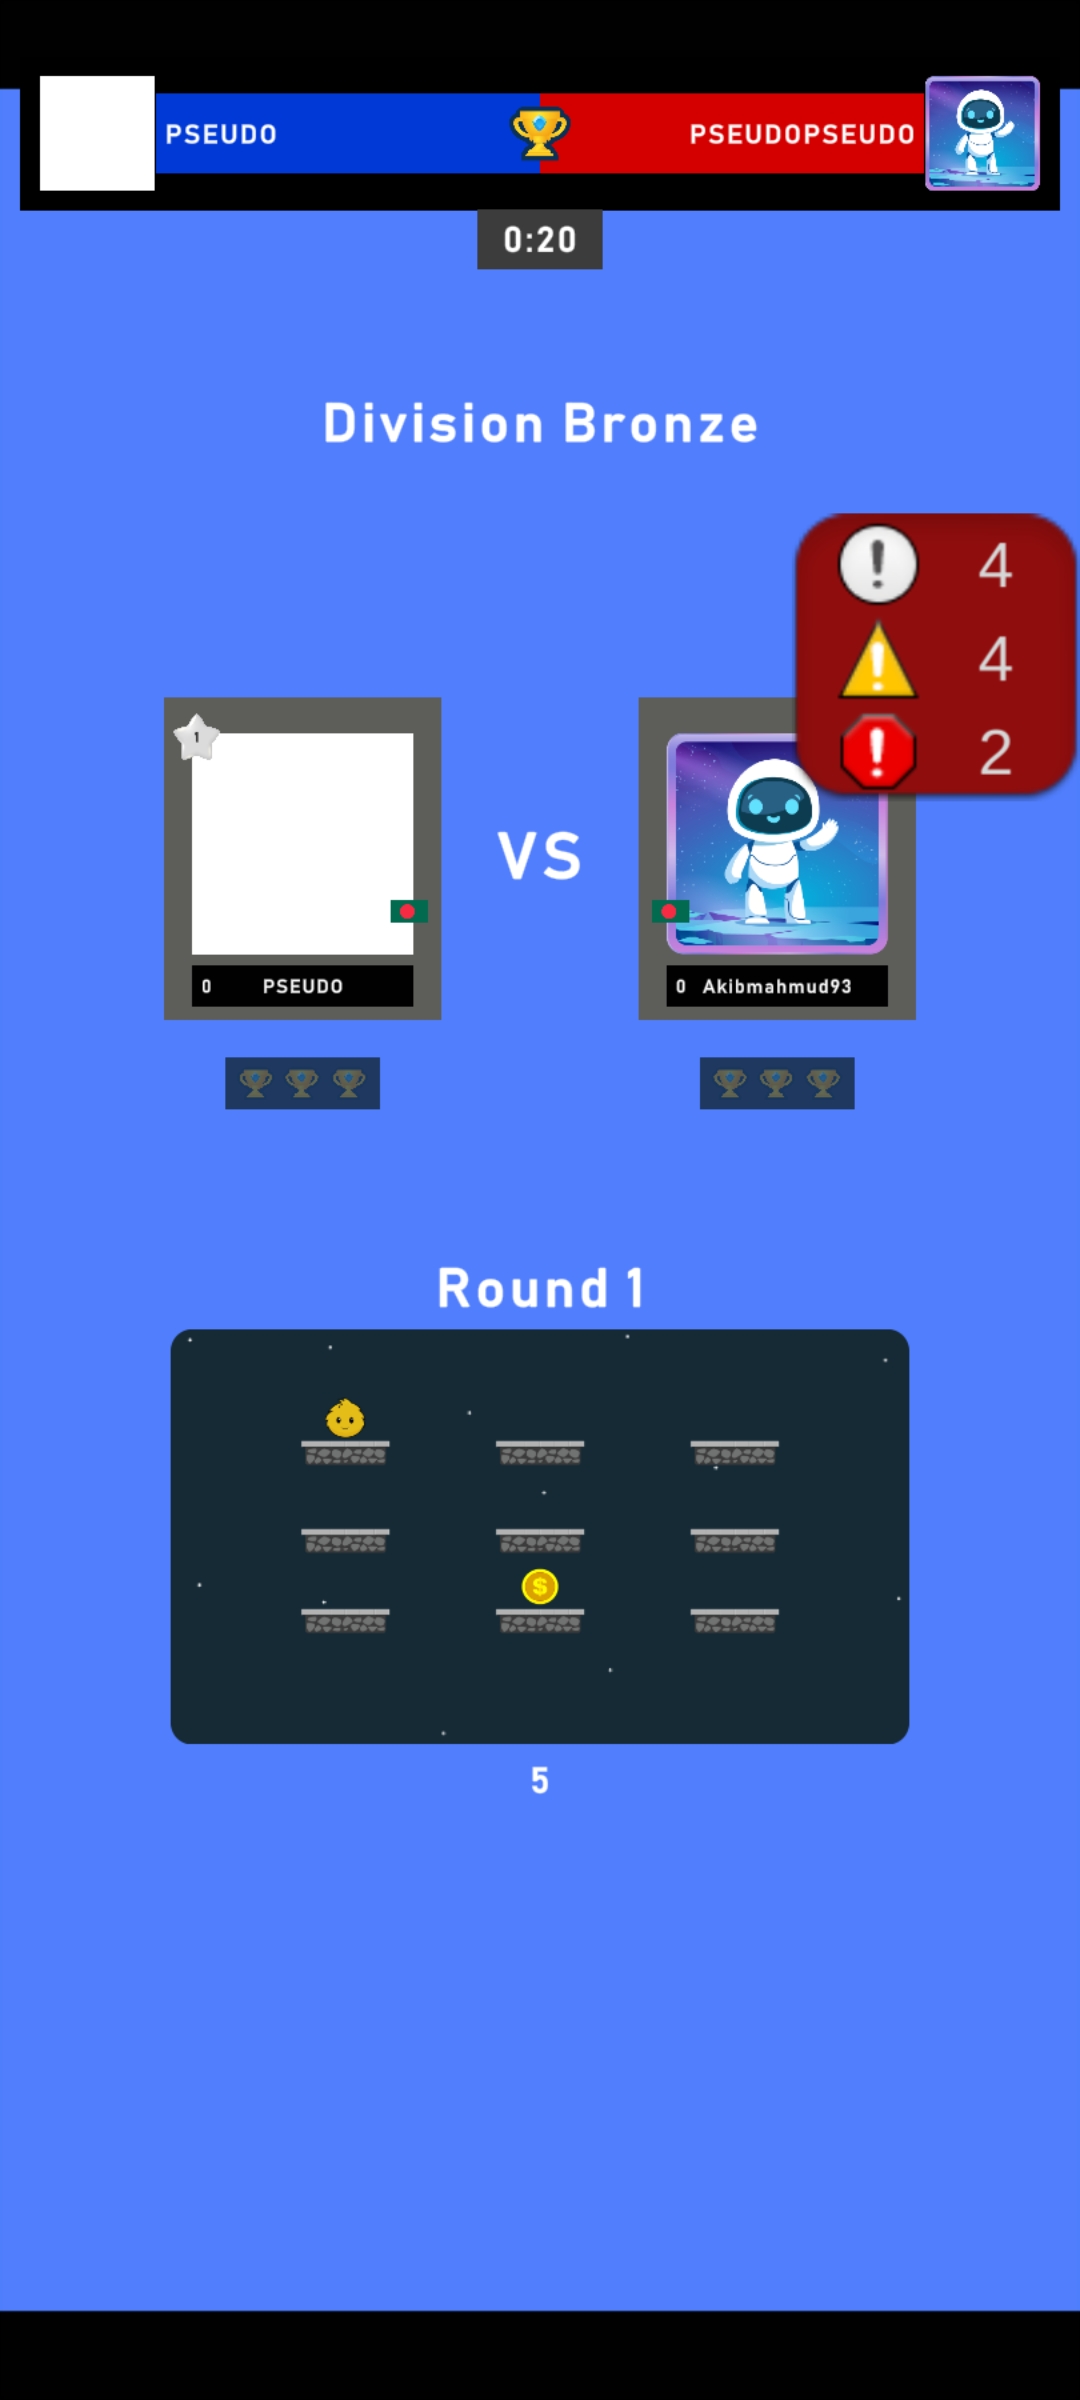 PSEUDO
PSEUDOPSEUDO
0:20
Division Bronze
4
4
2
1
VS
0 PSEUDO
0 Akibmahmud93
Round 1
$
5